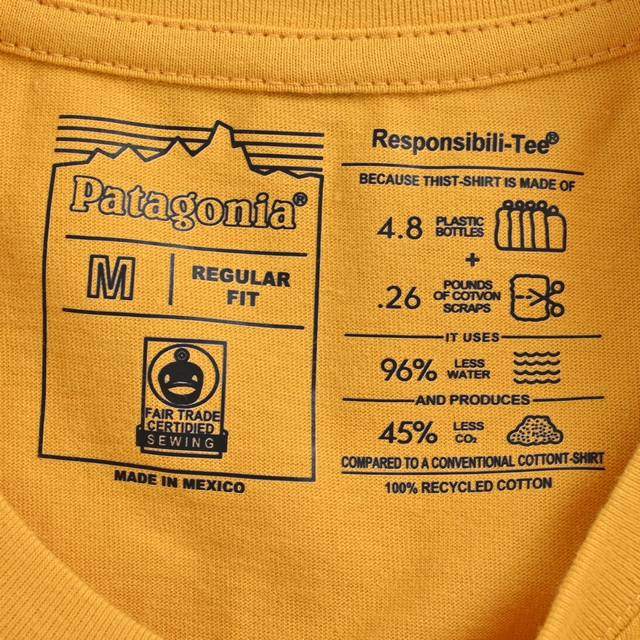 Patagonia®
M
REGULAR
FIT
FAIR TRADE
CERTIDIED
SEWING
MADE IN MEXICO
Responsibili-Tee®
BECAUSE THIST-SHIRT IS MADE OF
4.8 PLASTIC
BOTTLES
+
.26 POUNDS
OF COTVON
SCRAPS
IT USES
96% LESS
WATER
AND PRODUCES
45% LESS
CO₂
COMPARED TO A CONVENTIONAL COTTONT-SHIRT
100% RECYCLED COTTON